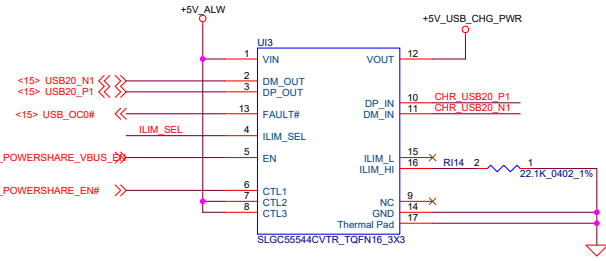 +5V_ALW
+5V_USB_CHG_PWR
UI3
1 VIN VOUT 12
<15> USB20_N1 2 DM_OUT
<15> USB20_P1 3 DP_OUT
DP_IN 10 CHR_USB20_P1
<15> USB_OC0# 13 FAULT# DM_IN 11 CHR_USB20_N1
ILIM_SEL 4 ILIM_SEL
_POWERSHARE_VBUS_EN 5 EN ILIM_L 15
ILIM_HI 16 RI14 2 1
22.1K_0402_1%
_POWERSHARE_EN# 6 CTL1
7 CTL2 NC 9
8 CTL3 GND 14
Thermal Pad 17
SLGC55544CVTR_TQFN16_3X3